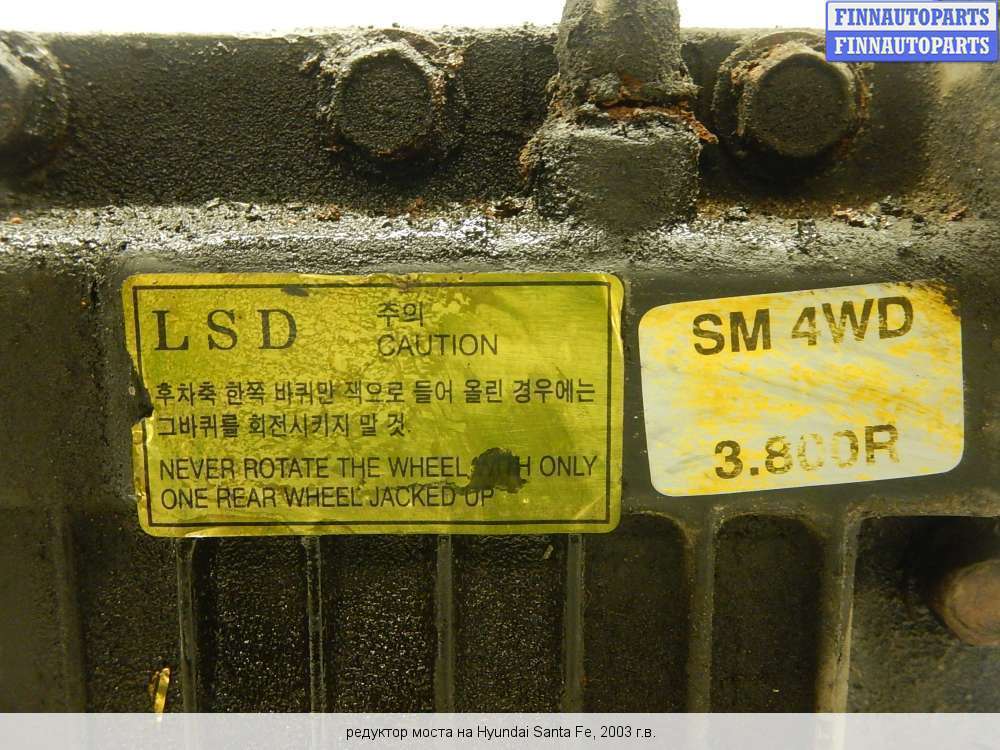 FINNAUTOPARTS
FINNAUTOPARTS
LSD
주의
CAUTION
후차축 한쪽 바퀴만 잭으로 들어 올린 경우에는
그바퀴를 회전시키지 말 것.
NEVER ROTATE THE WHEEL WITH ONLY
ONE REAR WHEEL JACKED UP
SM 4WD
3.800R
редуктор моста на Hyundai Santa Fe, 2003 г.в.